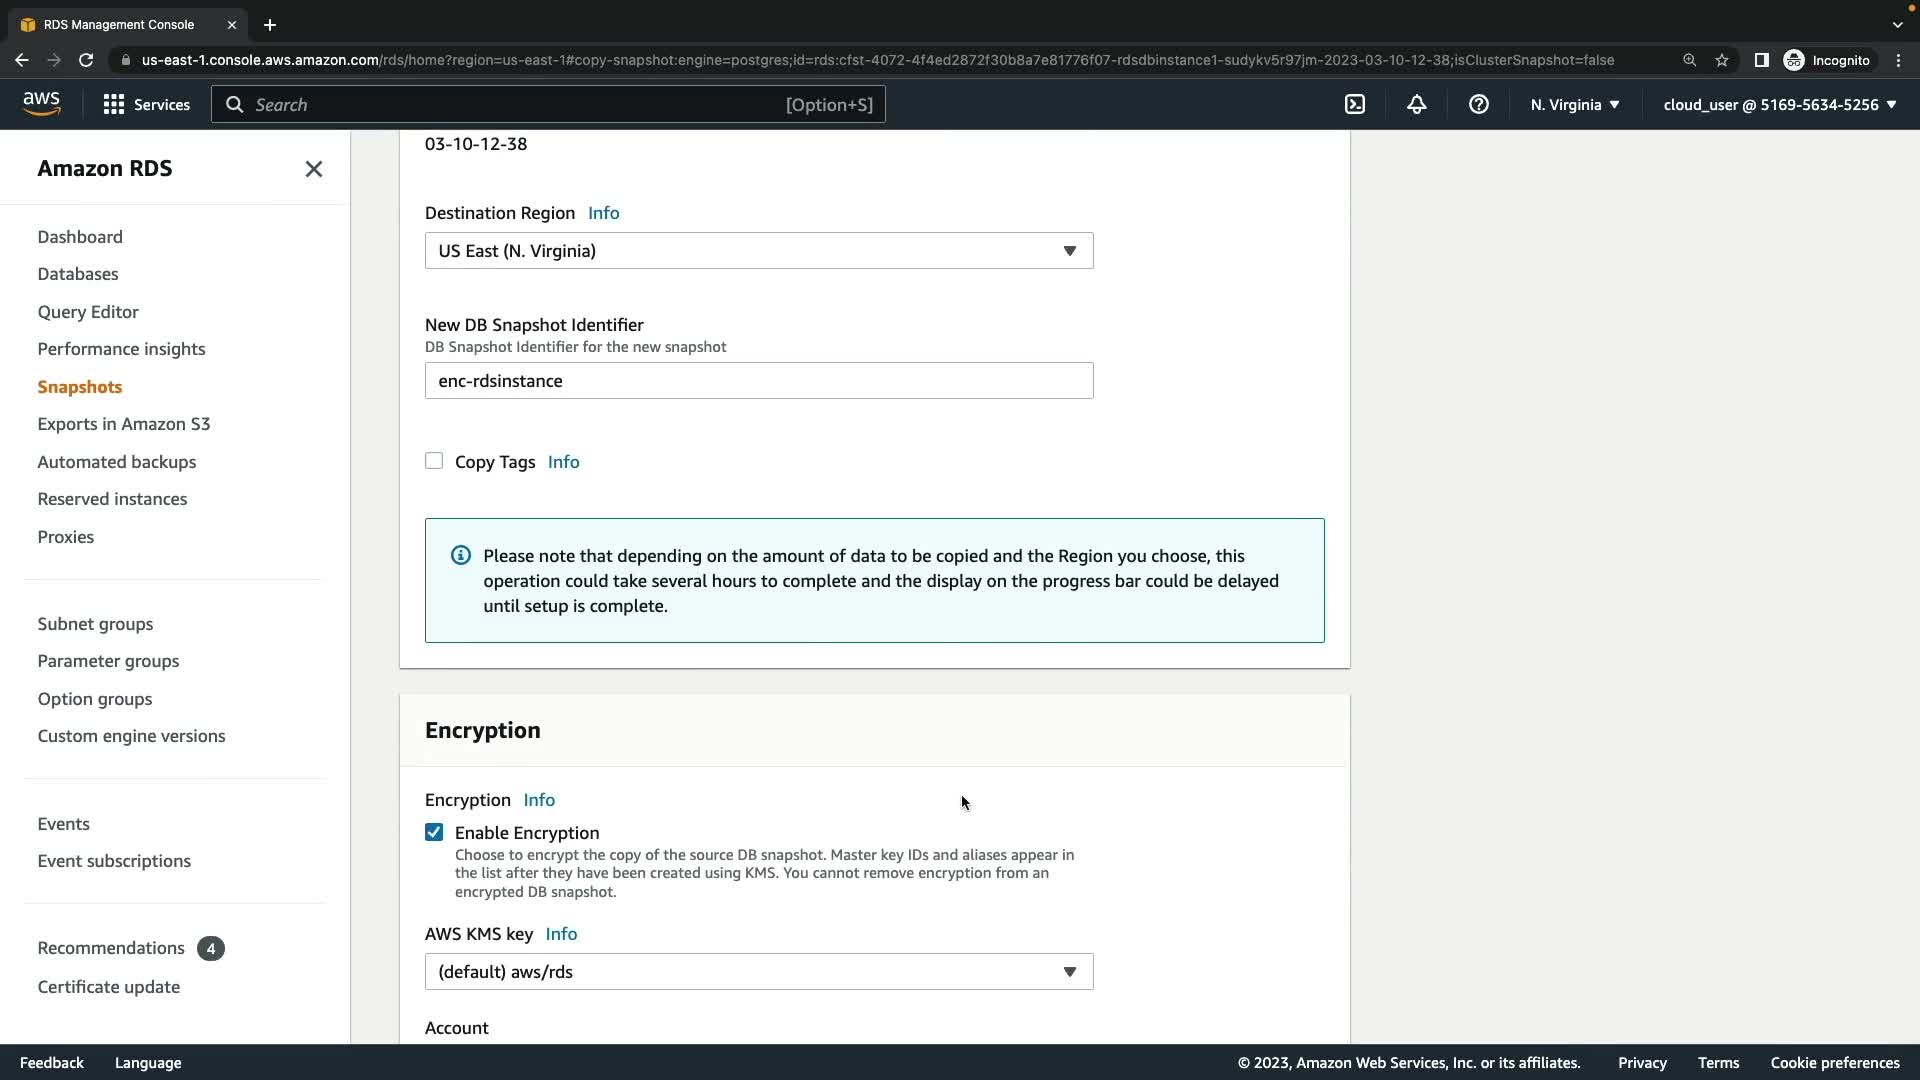 RDS Management Console
us-east-1.console.aws.amazon.com/rds/home?region=us-east-1#copy-snapshot:engine=postgres;id=rds:cfst-4072-4f4ed2872f30b8a7e81776f07-rdsdbinstance1-sudykv5r97jm-2023-03-10-12-38;isClusterSnapshot=false
Incognito
aws
Services
Search
[Option+S]
N. Virginia
cloud_user @ 5169-5634-5256
Amazon RDS
Dashboard
Databases
Query Editor
Performance insights
Snapshots
Exports in Amazon S3
Automated backups
Reserved instances
Proxies
Subnet groups
Parameter groups
Option groups
Custom engine versions
Events
Event subscriptions
Recommendations 4
Certificate update
03-10-12-38
Destination Region Info
US East (N. Virginia)
New DB Snapshot Identifier
DB Snapshot Identifier for the new snapshot
enc-rdsinstance
Copy Tags Info
Please note that depending on the amount of data to be copied and the Region you choose, this
operation could take several hours to complete and the display on the progress bar could be delayed
until setup is complete.
Encryption
Encryption Info
Enable Encryption
Choose to encrypt the copy of the source DB snapshot. Master key IDs and aliases appear in
the list after they have been created using KMS. You cannot remove encryption from an
encrypted DB snapshot.
AWS KMS key Info
(default) aws/rds
Account
Feedback
Language
© 2023, Amazon Web Services, Inc. or its affiliates.
Privacy
Terms
Cookie preferences